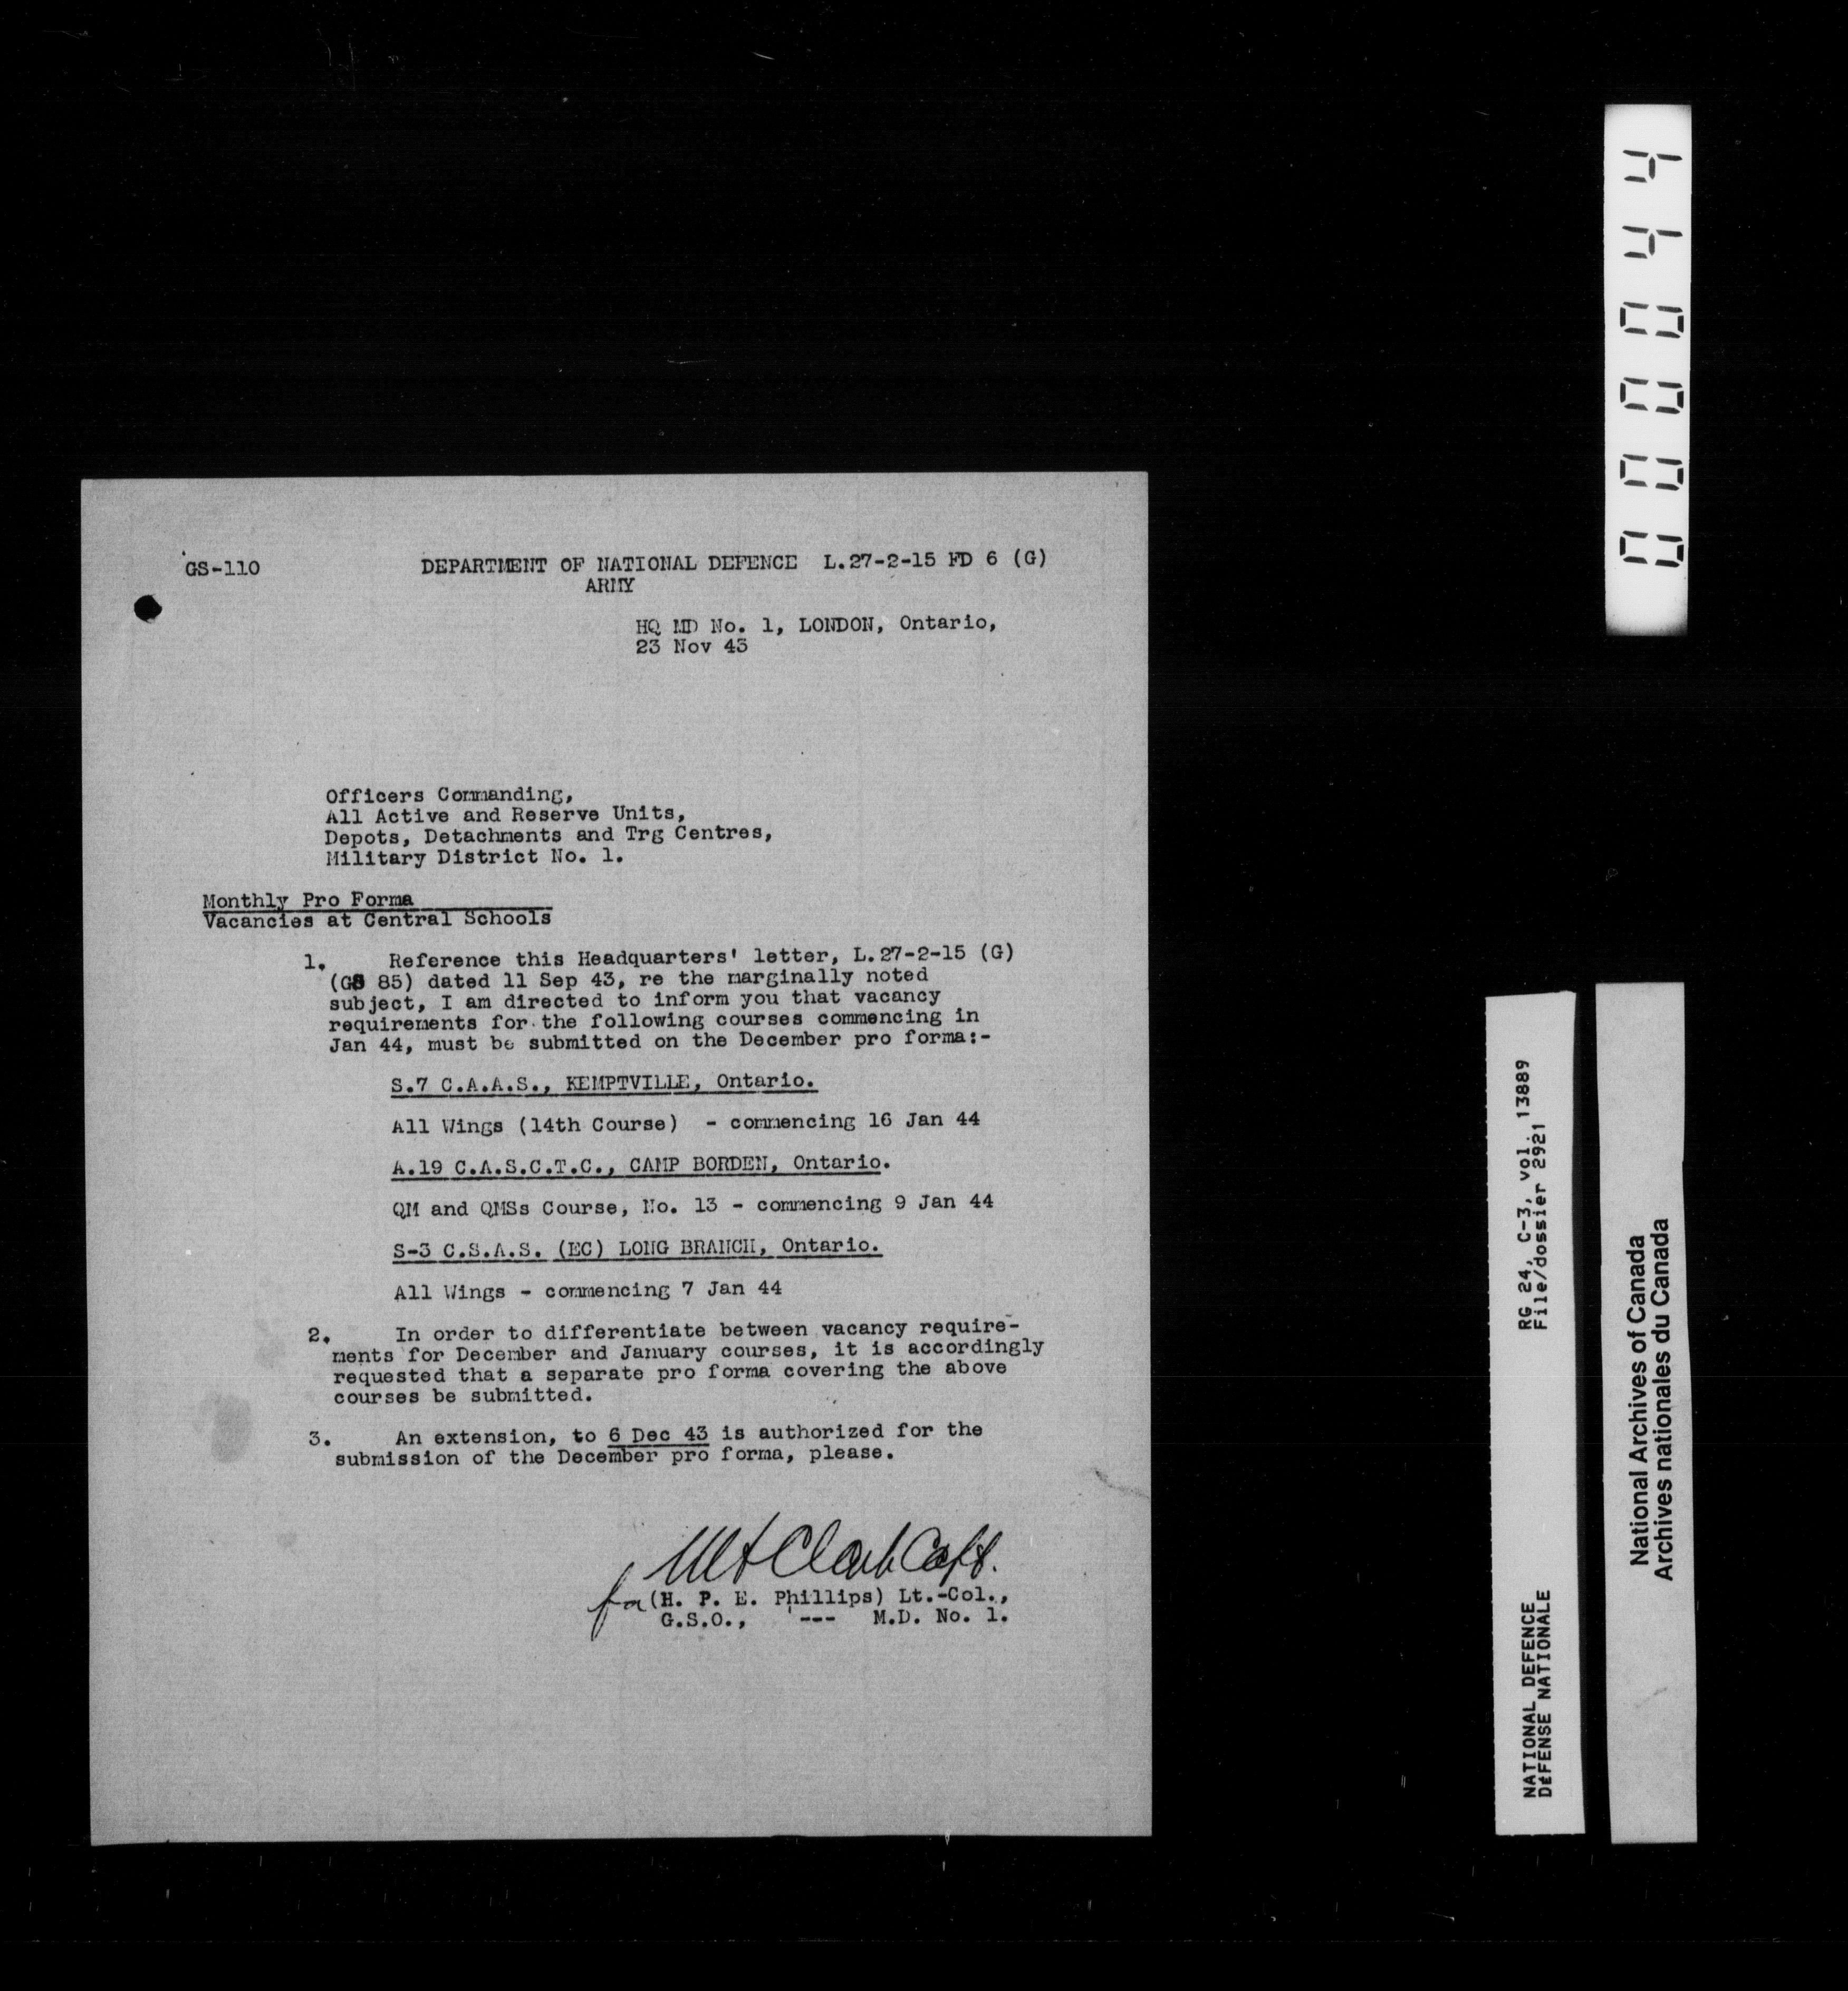 GS-110 DEPARTMENT OF NATIONAL DEFENCE L.27-2-15 FD 6 (G)
ARMY
HQ MD No. 1, LONDON, Ontario,
23 Nov 43
Officers Commanding,
All Active and Reserve Units,
Depots, Detachments and Trg Centres,
Military District No. 1.
Monthly Pro Forma
Vacancies at Central Schools
1. Reference this Headquarters' letter, L.27-2-15 (G)
(GS 85) dated 11 Sep 43, re the marginally noted
subject, I am directed to inform you that vacancy
requirements for the following courses commencing in
Jan 44, must be submitted on the December pro forma:-
S.7 C.A.A.S., KEMPTVILLE, Ontario.
All Wings (14th Course) - commencing 16 Jan 44
A.19 C.A.S.C.T.C., CAMP BORDEN, Ontario.
QM and QMSs Course, No. 13 - commencing 9 Jan 44
S-3 C.S.A.S. (EC) LONG BRANCH, Ontario.
All Wings - commencing 7 Jan 44
2. In order to differentiate between vacancy require-
ments for December and January courses, it is accordingly
requested that a separate pro forma covering the above
courses be submitted.
3. An extension, to 6 Dec 43 is authorized for the
submission of the December pro forma, please.
Clark Capt.
for (H. P. E. Phillips) Lt.-Col.,
G.S.O., --- M.D. No. 1.
000044
RG 24, C-3, vol. 13889
File/dossier 2921
NATIONAL DEFENCE
DÉFENSE NATIONALE
National Archives of Canada
Archives nationales du Canada